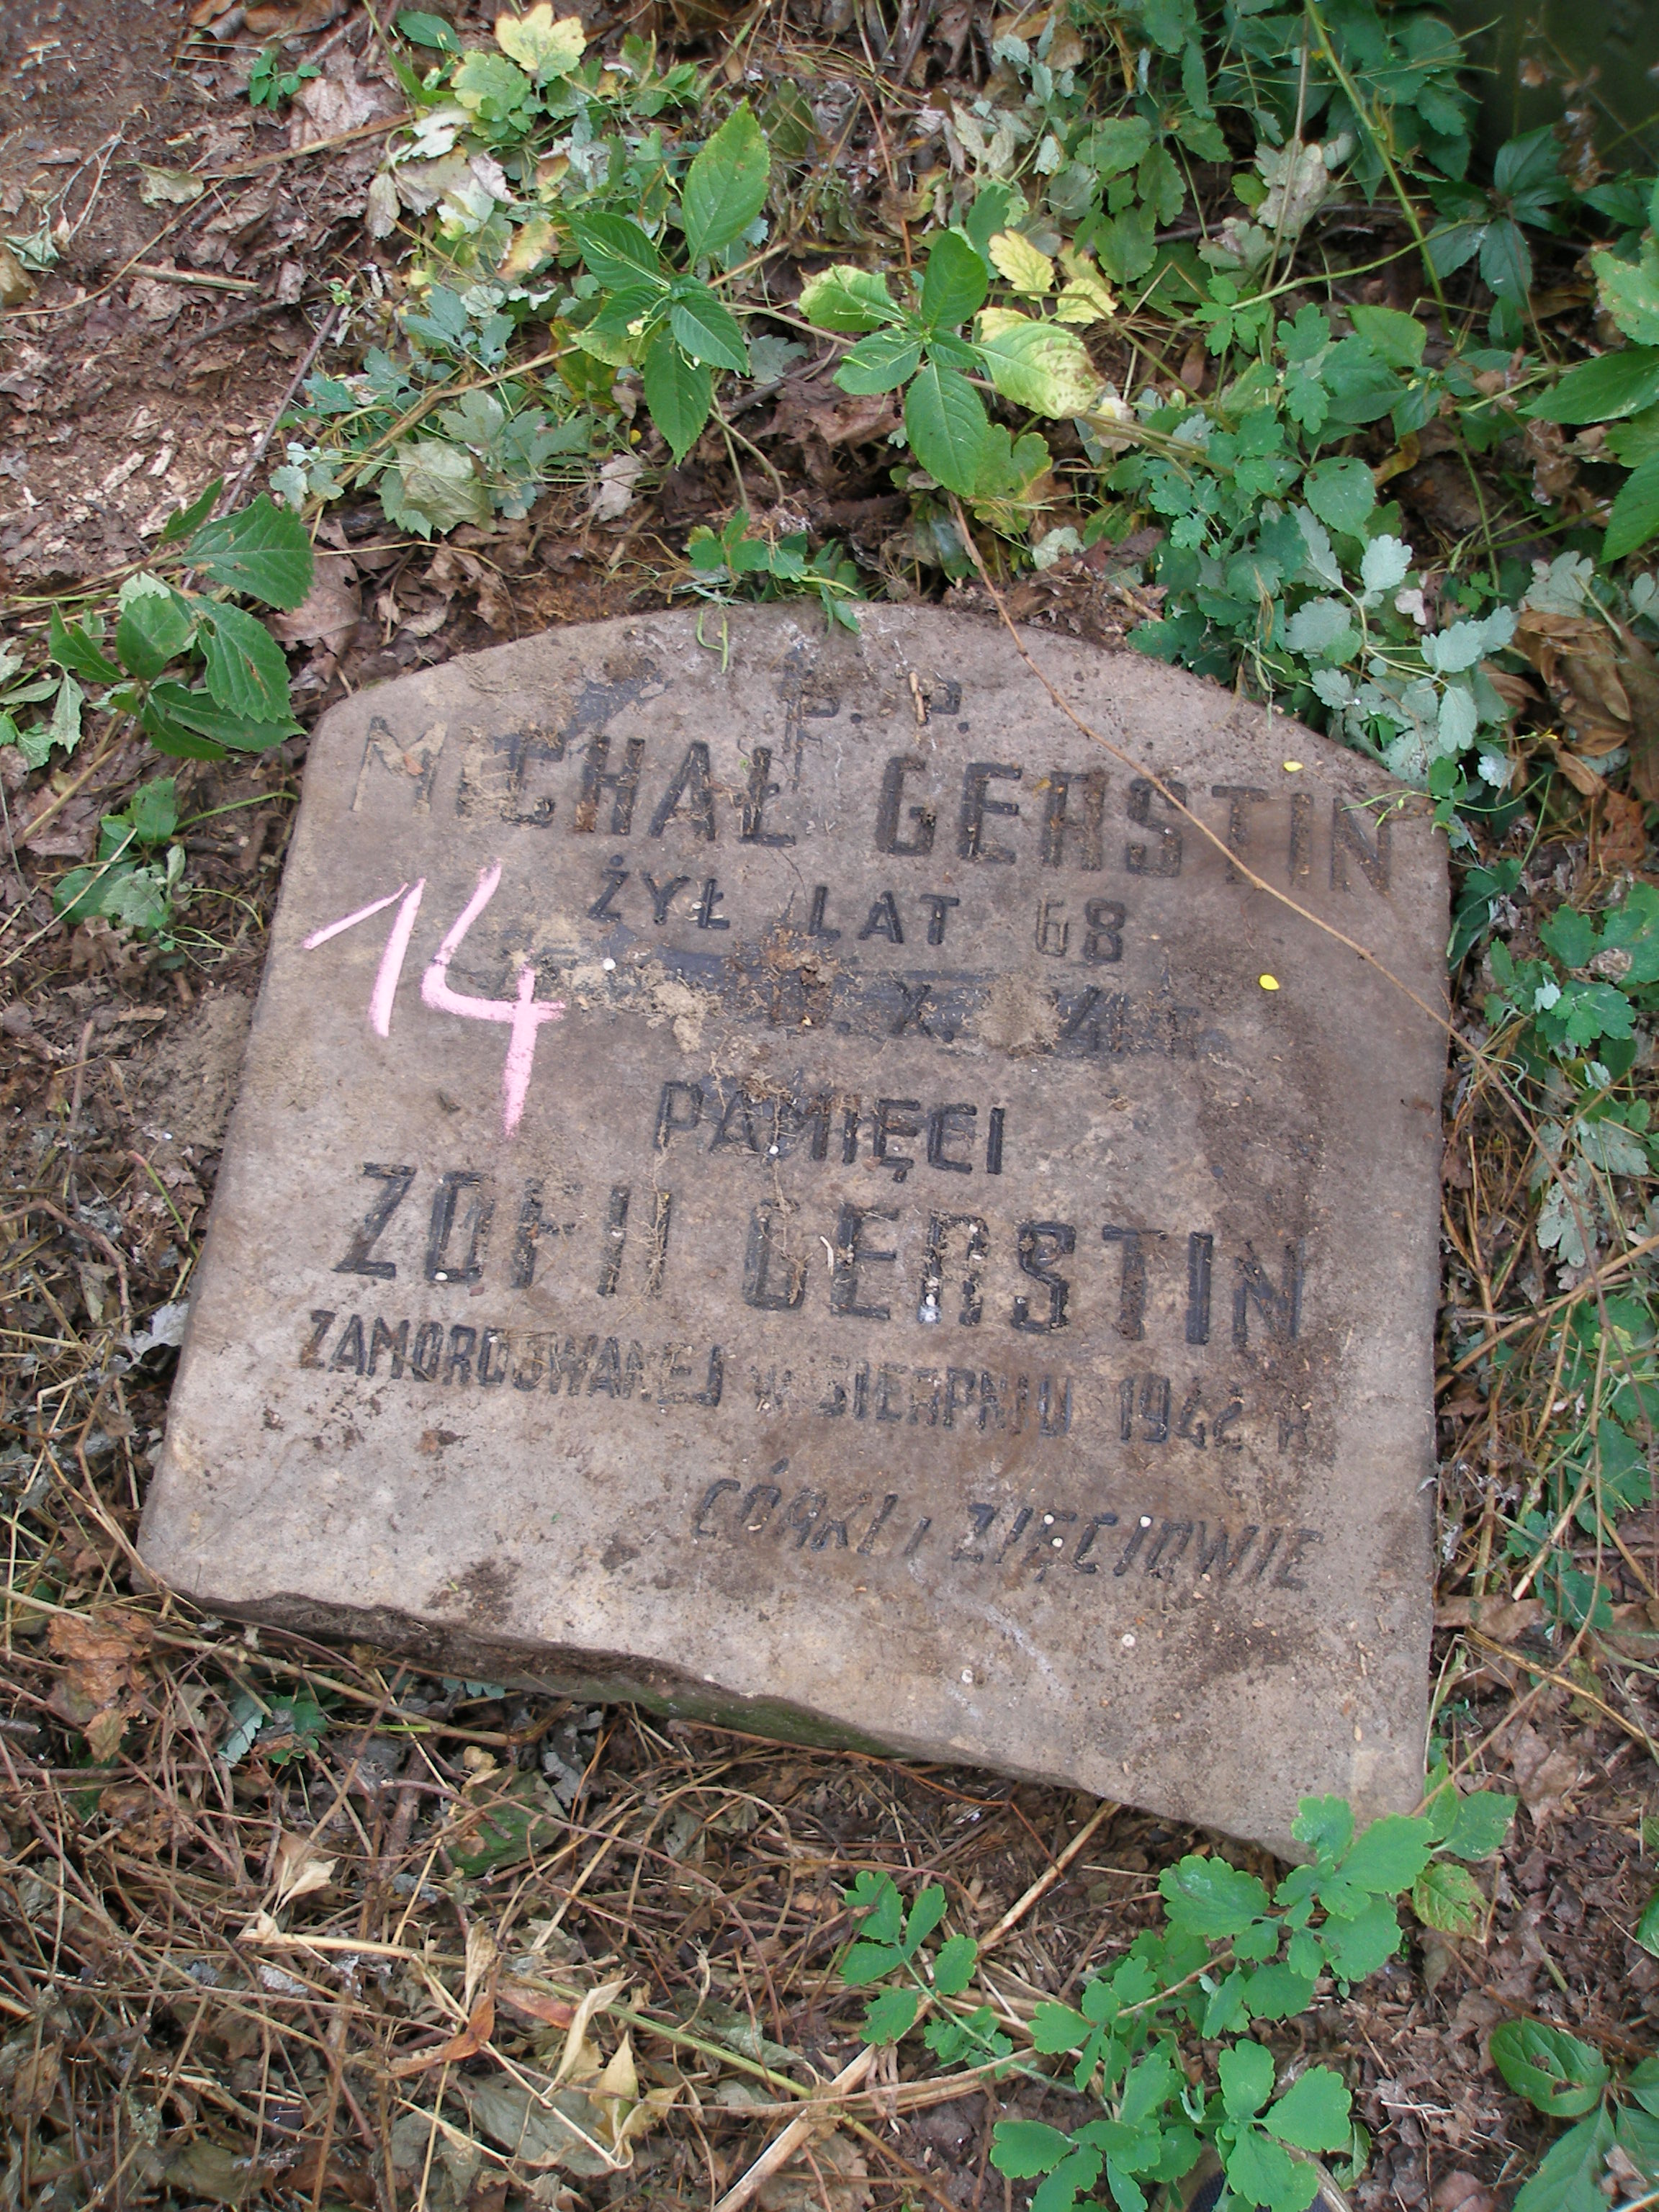 P. P.
MICHAŁ GERSTIN
ŻYŁ LAT 68
X.
14
PAMIĘCI
ZOFII GERSTIN
ZAMORDOWANEJ W SIERPNIU 1942 R
CÓRKI I ZIĘCIOWIE